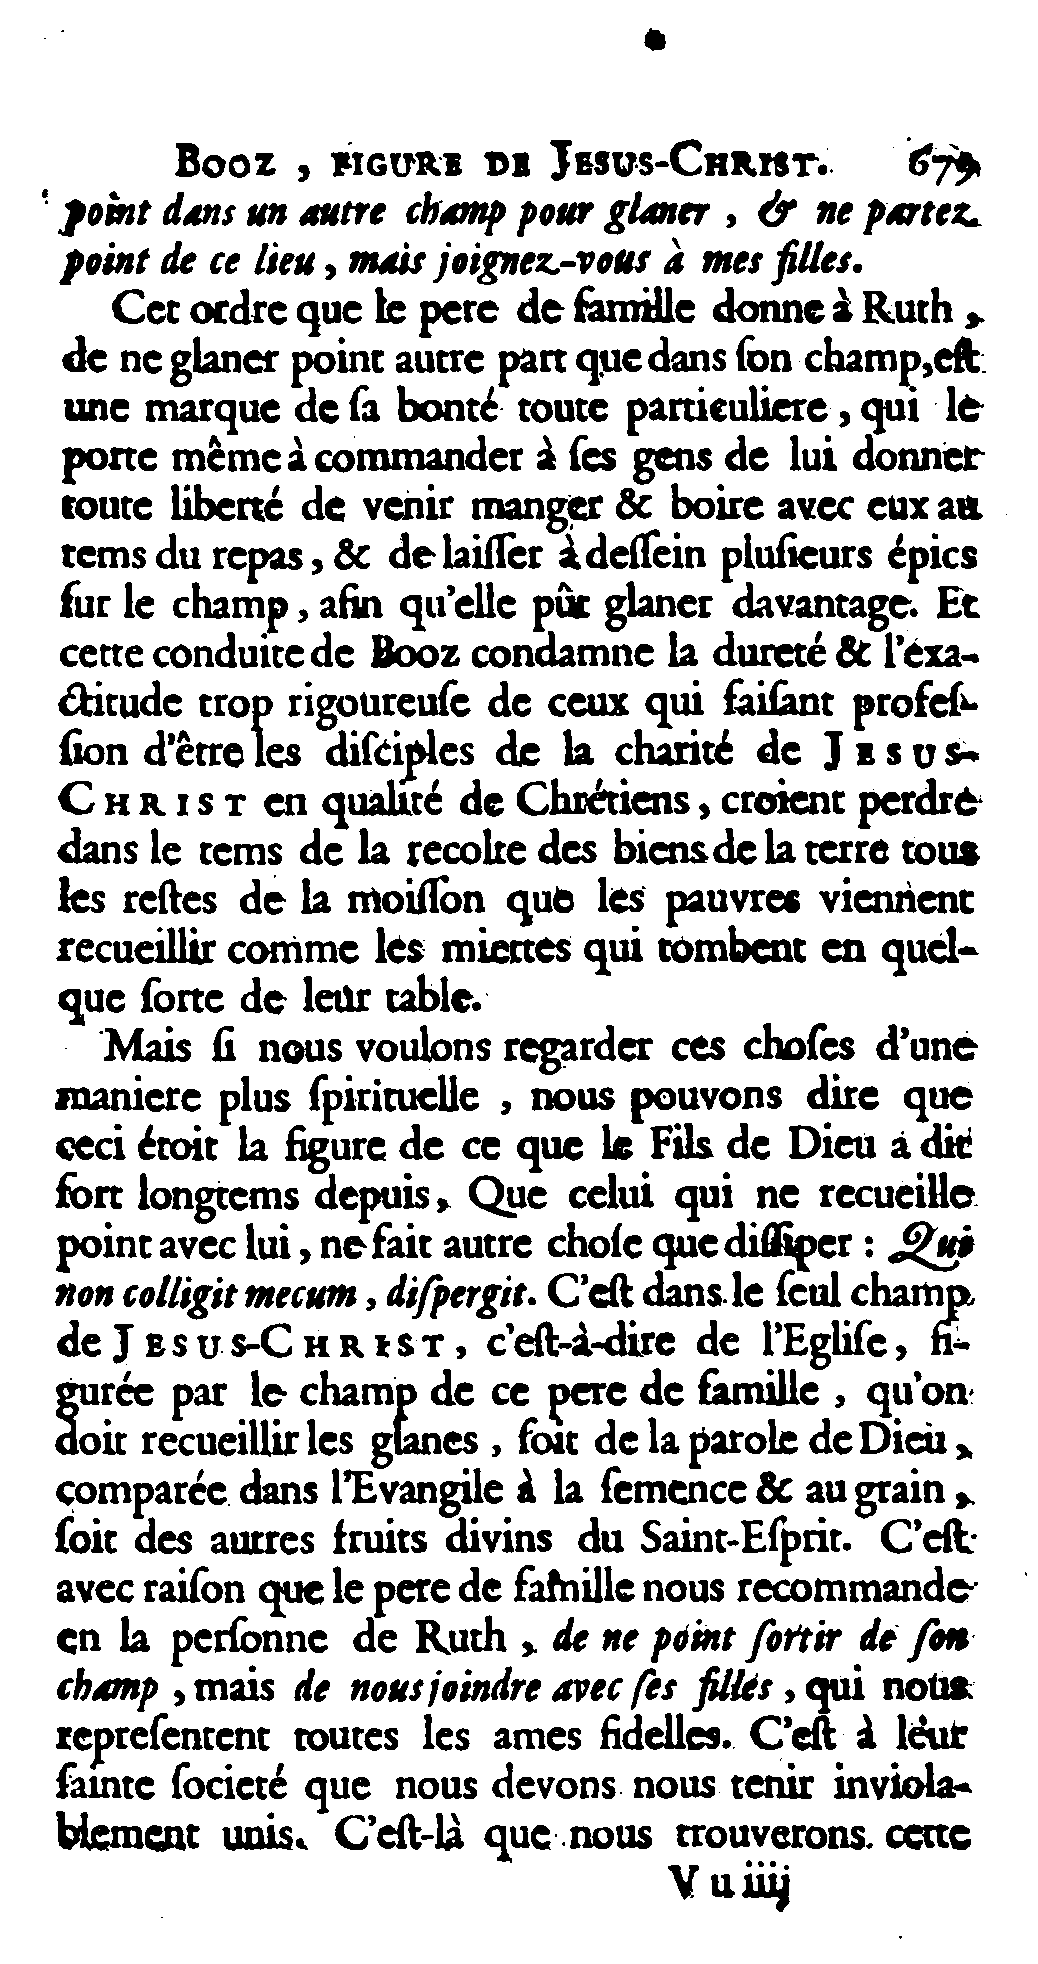 BOOZ , FIGURE DE JESUS-CHRIST. 679
point dans un autre champ pour glaner , & ne partez
point de ce lieu , mais joignez-vous à mes filles.
Cet ordre que le pere de famille donne à Ruth ,
de ne glaner point autre part que dans ſon champ, eſt
une marque de ſa bonté toute particuliere , qui le
porte même à commander à ſes gens de lui donner
toute liberté de venir manger & boire avec eux au
tems du repas , & de laiſſer à deſſein pluſieurs épics
ſur le champ , afin qu'elle pût glaner davantage. Et
cette conduite de Booz condamne la dureté & l'éxa-
ctitude trop rigoureuſe de ceux qui faiſant profeſ-
ſion d'être les diſciples de la charité de JESUS-
CHRIST en qualité de Chrétiens , croient perdre
dans le tems de la recolte des biens de la terre tous
les reſtes de la moiſſon que les pauvres viennent
recueillir comme les miettes qui tombent en quel-
que ſorte de leur table.
Mais ſi nous voulons regarder ces choſes d'une
maniere plus ſpirituelle , nous pouvons dire que
ceci étoit la figure de ce que le Fils de Dieu a dit
fort longtems depuis , Que celui qui ne recueille
point avec lui , ne fait autre choſe que diſſiper : Qui
non colligit mecum , diſpergit. C'eſt dans le ſeul champ
de JESUS-CHRIST , c'eſt-à-dire de l'Egliſe , fi-
gurée par le champ de ce pere de famille , qu'on
doit recueillir les glanes , ſoit de la parole de Dieu ,
comparée dans l'Evangile à la ſemence & au grain ,
ſoit des autres fruits divins du Saint-Eſprit. C'eſt
avec raiſon que le pere de famille nous recommande
en la perſonne de Ruth , de ne point ſortir de ſon
champ , mais de nous joindre avec ſes filles , qui nous
repreſentent toutes les ames fidelles. C'eſt à leur
ſainte ſocieté que nous devons nous tenir inviola-
blement unis. C'eſt-là que nous trouverons cette
V u iiij